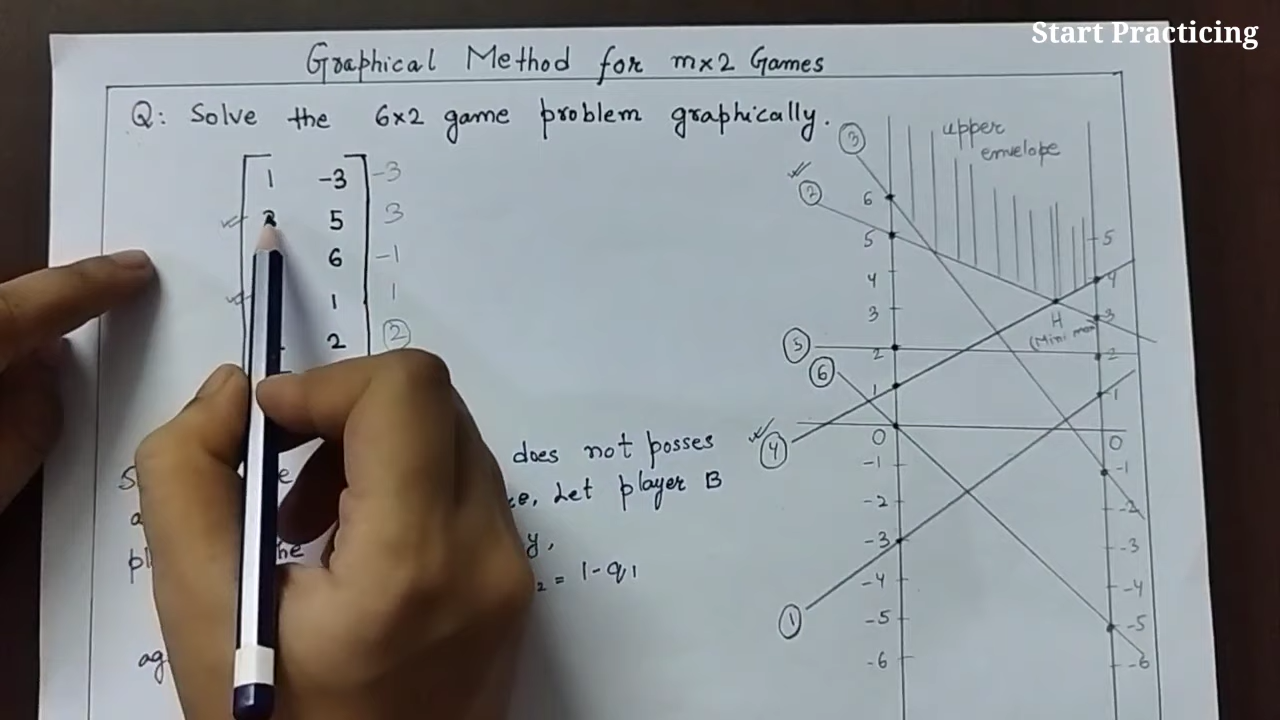 Start Practicing
Graphical Method for m×2 Games
Q: Solve the 6×2 game problem graphically.
1 -3 -3
5 3
6 -1
1 1
2 2
does not posses
Let player B
y,
2 = 1-q1
upper
envelope
3
2
5
6
4
1
6
5
4
3
2
1
0
-1
-2
-3
-4
-5
-6
5
4
3
2
1
0
-1
-2
-3
-4
-5
-6
H
(Mini max